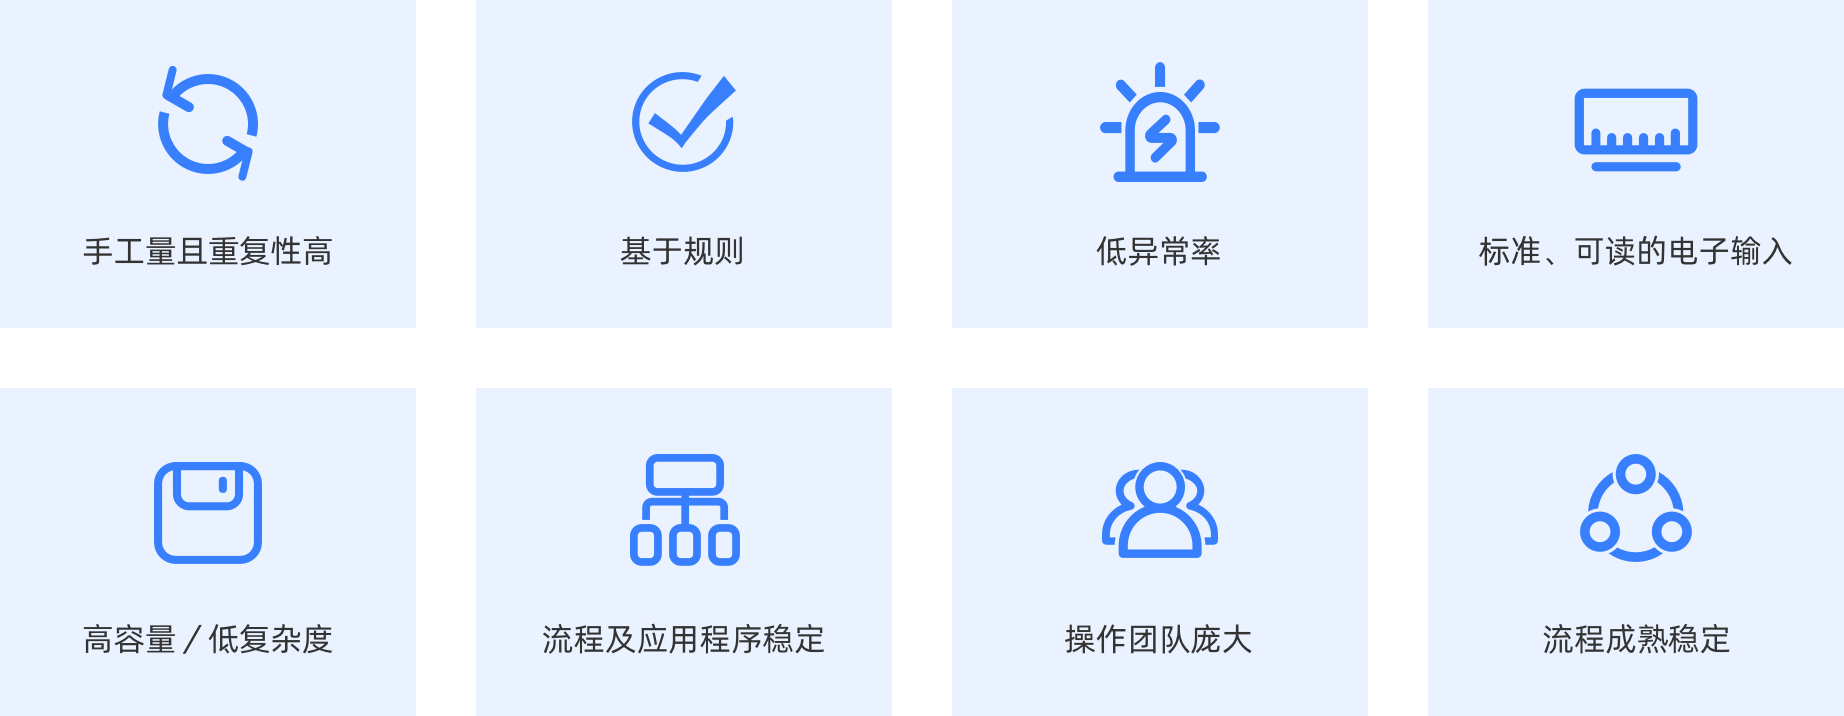 手工量且重复性高
基于规则
低异常率
标准、可读的电子输入
高容量／低复杂度
流程及应用程序稳定
操作团队庞大
流程成熟稳定